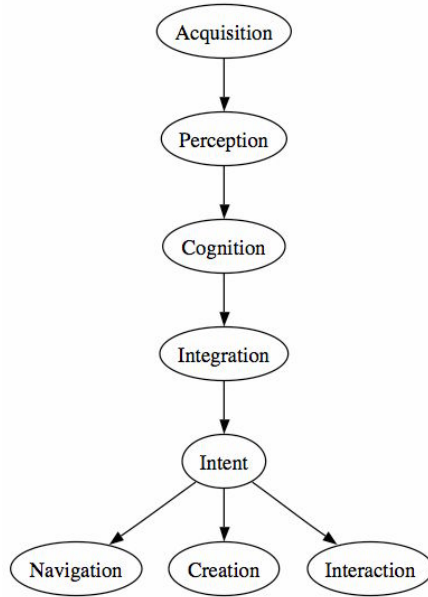 Acquisition
Perception
Cognition
Integration
Intent
Navigation
Creation
Interaction